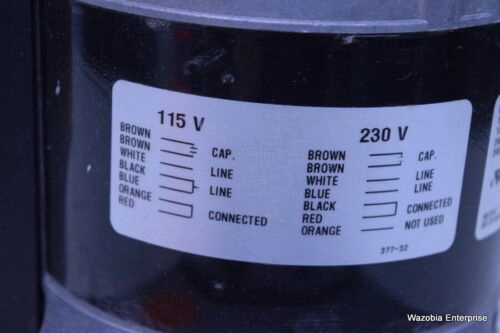 115 V
BROWN
BROWN
WHITE
BLACK
BLUE
ORANGE
RED
CAP.
LINE
LINE
CONNECTED
230 V
BROWN
BROWN
WHITE
BLUE
BLACK
RED
ORANGE
CAP.
LINE
LINE
CONNECTED
NOT USED
377-32
Wazobia Enterprise